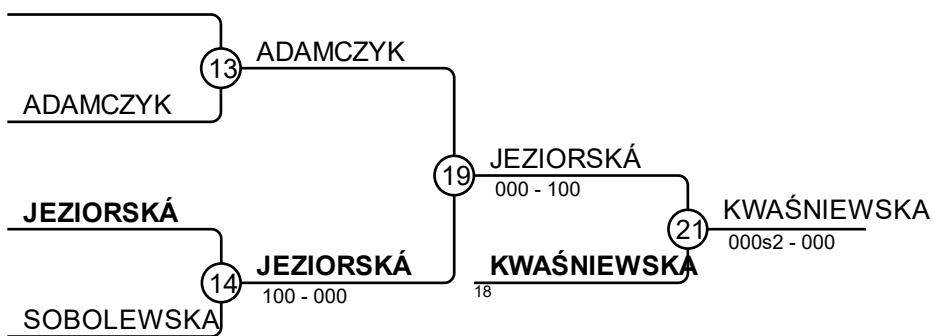 13
ADAMCZYK
ADAMCZYK
19
JEZIORSKÁ
000 - 100
JEZIORSKÁ
14
JEZIORSKÁ
100 - 000
SOBOLEWSKA
21
KWAŚNIEWSKA
000s2 - 000
KWAŚNIEWSKA
18